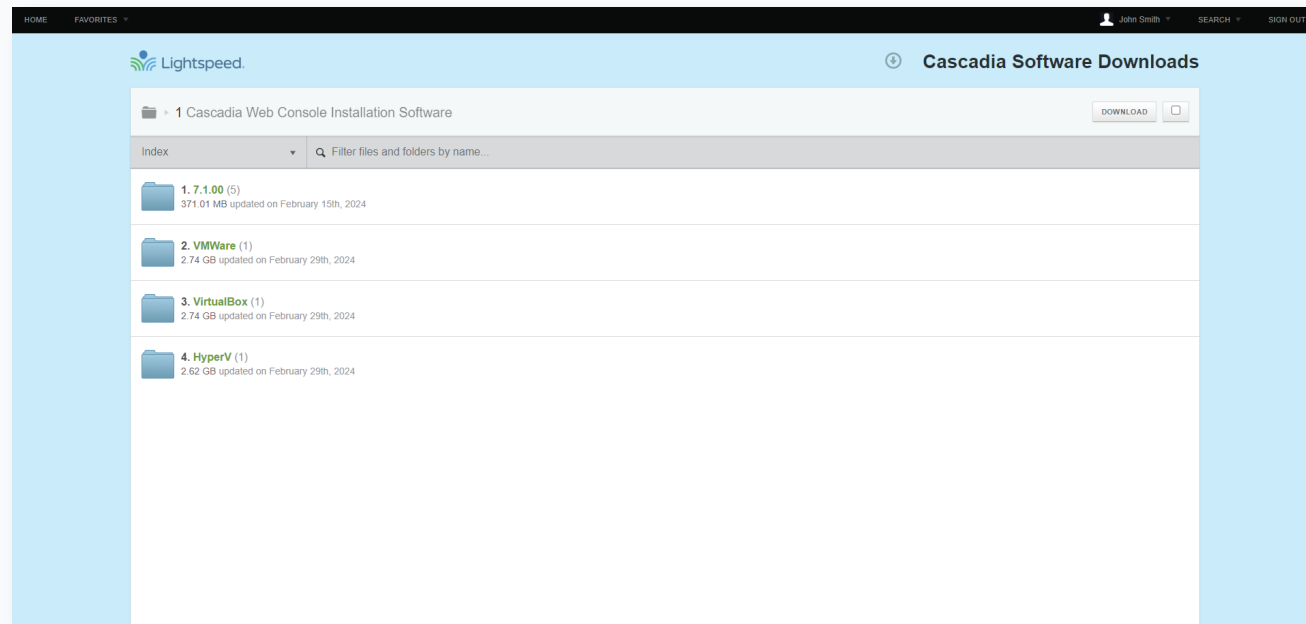 HOME FAVORITES John Smith SEARCH SIGN OUT
Lightspeed. Cascadia Software Downloads
1 Cascadia Web Console Installation Software DOWNLOAD
Index Filter files and folders by name...
1. 7.1.00 (5)
371.01 MB updated on February 15th, 2024
2. VMWare (1)
2.74 GB updated on February 29th, 2024
3. VirtualBox (1)
2.74 GB updated on February 29th, 2024
4. HyperV (1)
2.62 GB updated on February 29th, 2024